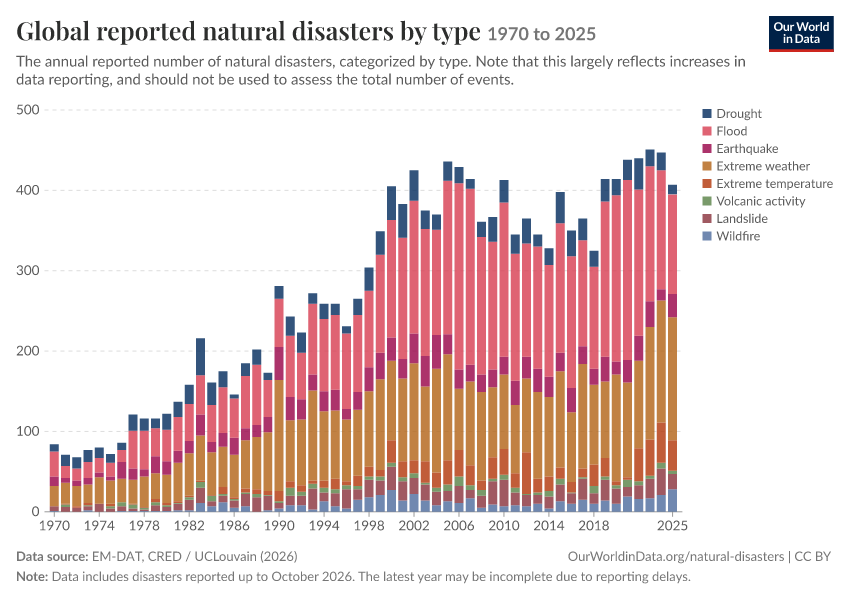 Global reported natural disasters by type 1970 to 2025
Our World
in Data
The annual reported number of natural disasters, categorized by type. Note that this largely reflects increases in
data reporting, and should not be used to assess the total number of events.
500
400
300
200
100
0
1970
1974
1978
1982
1986
1990
1994
1998
2002
2006
2010
2014
2018
2025
Drought
Flood
Earthquake
Extreme weather
Extreme temperature
Volcanic activity
Landslide
Wildfire
Data source: EM-DAT, CRED / UCLouvain (2026)
OurWorldinData.org/natural-disasters | CC BY
Note: Data includes disasters reported up to October 2026. The latest year may be incomplete due to reporting delays.